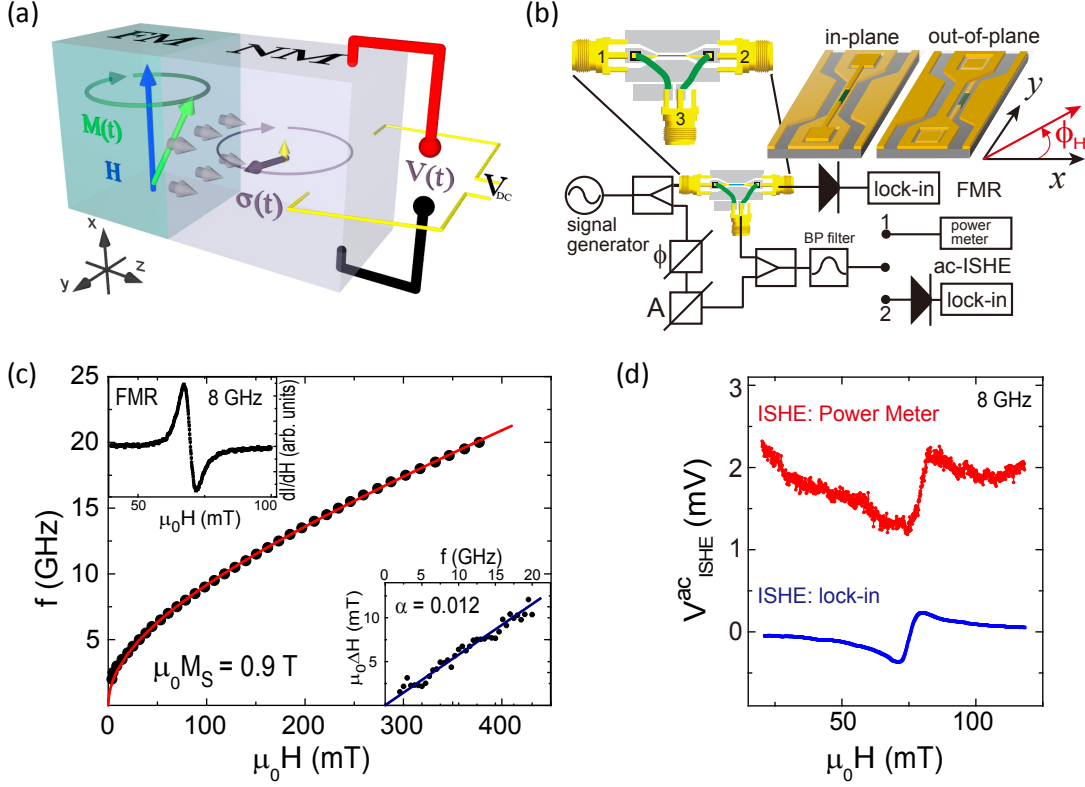 (a)
FM NM
M(t)
H
σ(t)
V(t)
V_DC
x
y z
(b)
1 2
3
in-plane out-of-plane
y
ϕ_H
x
signal
generator
ϕ
A
BP filter
lock-in FMR
1
power
meter
ac-ISHE
2 lock-in
(c)
FMR 8 GHz
dI/dH (arb. units)
40 60 80 100
μ₀H (mT)
f (GHz)
25
20
15
10
5
0 100 200 300 400
μ₀H (mT)
μ₀M_S = 0.9 T
f (GHz)
0 5 10 15 20
α = 0.012
μ₀ΔH (mT)
10
5
0
(d)
8 GHz
ISHE: Power Meter
ISHE: lock-in
V^ac_ISHE (mV)
3
2
1
0
50 100
μ₀H (mT)